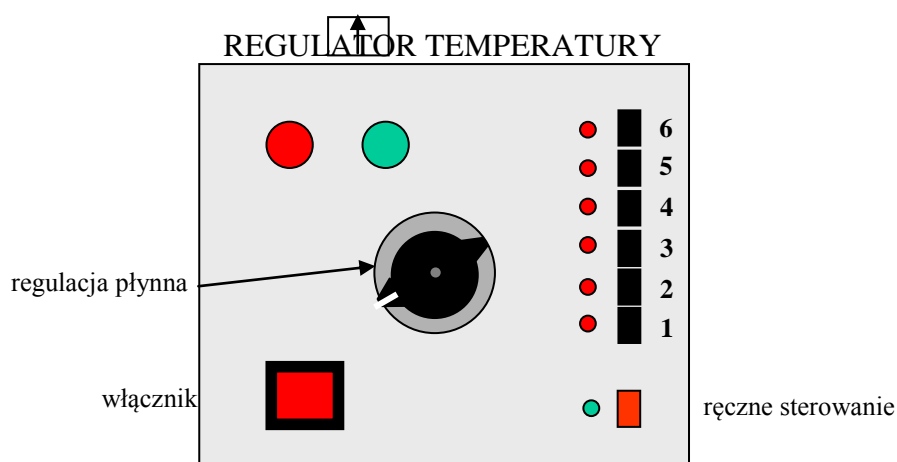 REGULATOR TEMPERATURY
6
5
4
3
regulacja płynna
2
1
włącznik
ręczne sterowanie